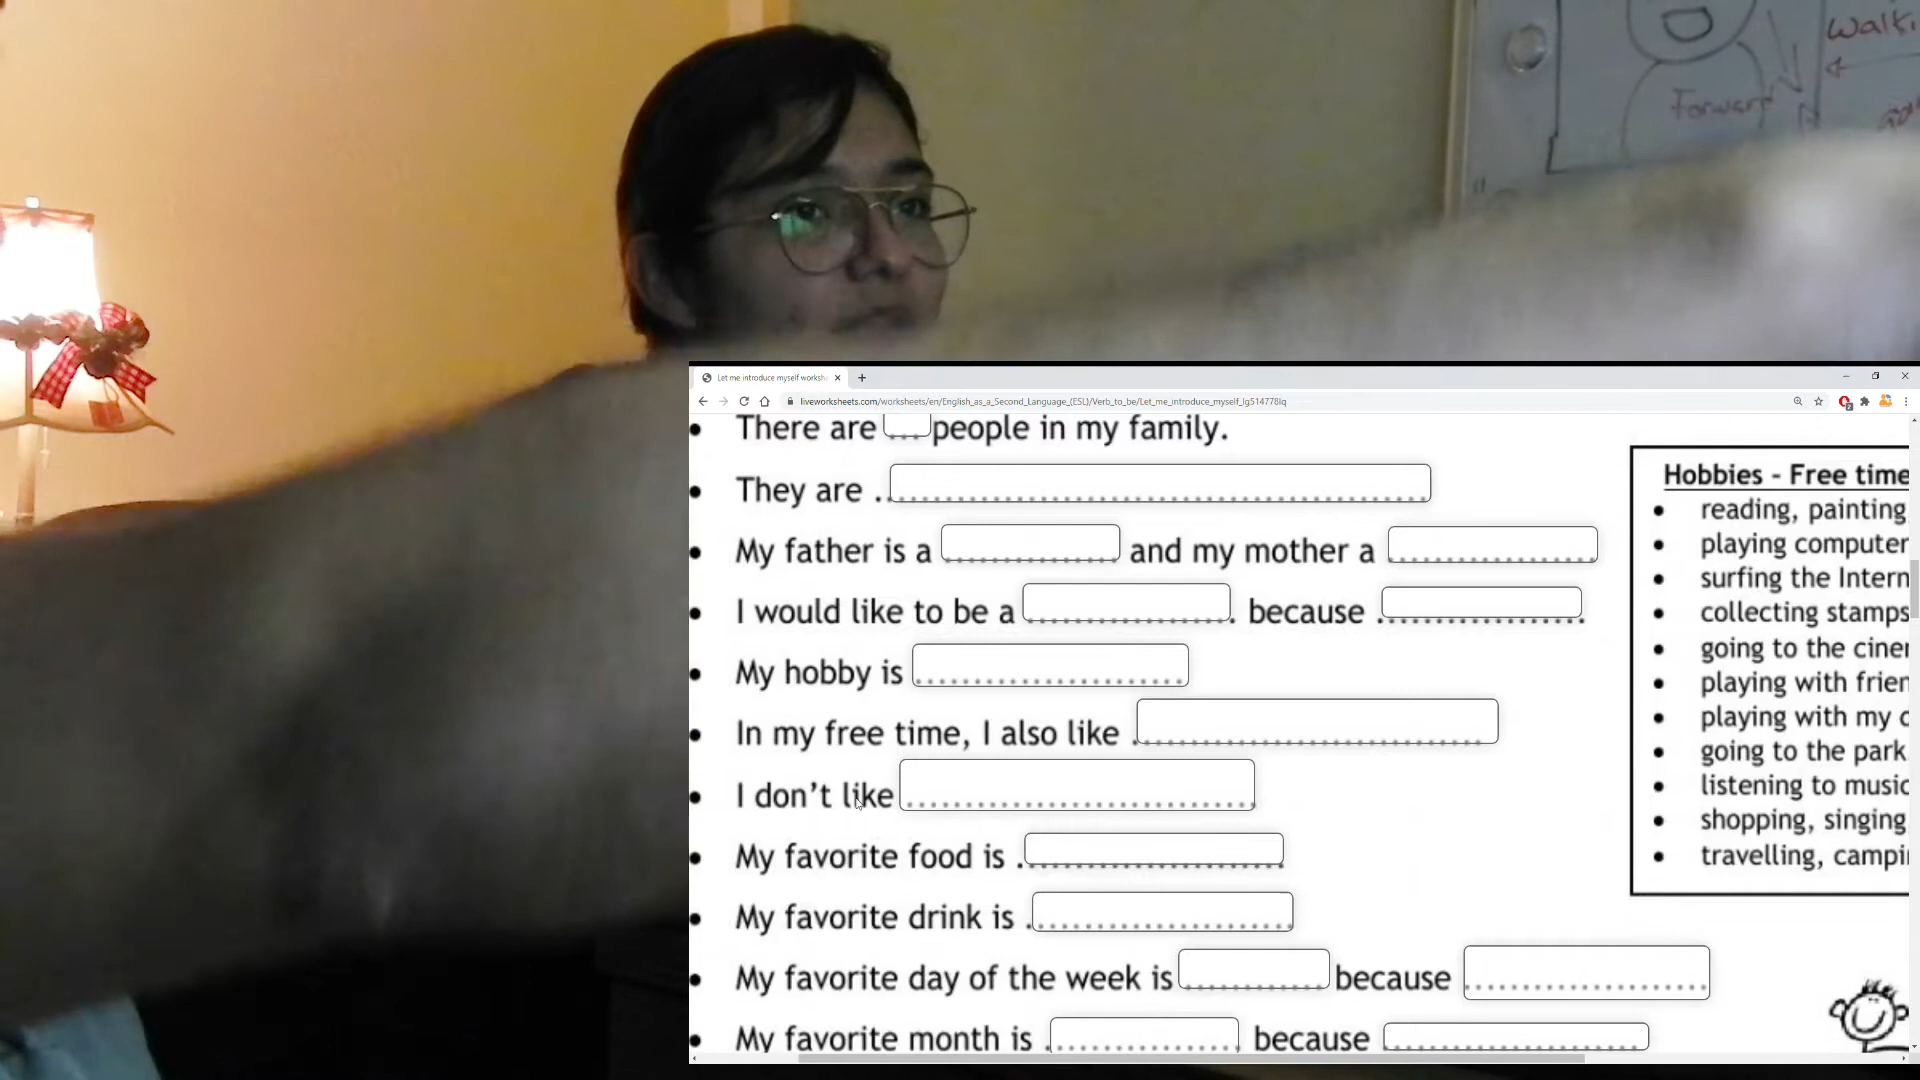 walk
Forward
Let me introduce myself worksh
liveworksheets.com/worksheets/en/English_as_a_Second_Language_(ESL)/Verb_to_be/Let_me_introduce_myself_lg514778lq
There are ... people in my family.
They are
My father is a and my mother a
I would like to be a . because
My hobby is
In my free time, I also like
I don't like
My favorite food is
My favorite drink is
My favorite day of the week is because
My favorite month is because
Hobbies - Free time
reading, painting
playing computer
surfing the Intern
collecting stamps
going to the ciner
playing with frier
playing with my c
going to the park
listening to music
shopping, singing
travelling, campi